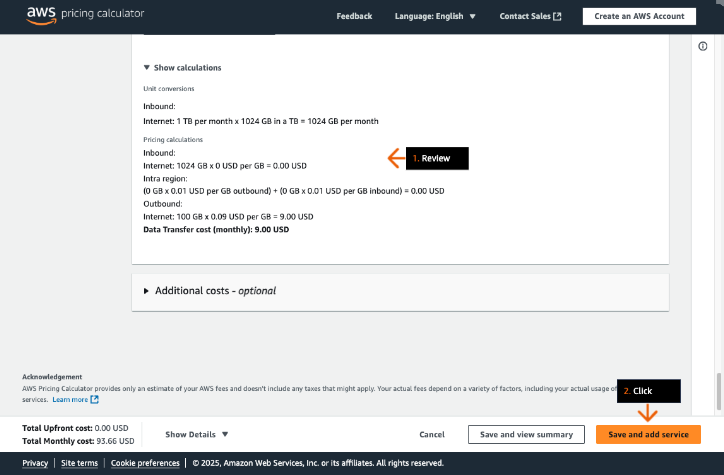 aws pricing calculator
Feedback Language: English Contact Sales Create an AWS Account
Show calculations
Unit conversions
Inbound:
Internet: 1 TB per month x 1024 GB in a TB = 1024 GB per month
Pricing calculations
Inbound:
1. Review
Internet: 1024 GB x 0 USD per GB = 0.00 USD
Intra region:
(0 GB x 0.01 USD per GB outbound) + (0 GB x 0.01 USD per GB inbound) = 0.00 USD
Outbound:
Internet: 100 GB x 0.09 USD per GB = 9.00 USD
Data Transfer cost (monthly): 9.00 USD
Additional costs - optional
Acknowledgement
AWS Pricing Calculator provides only an estimate of your AWS fees and doesn't include any taxes that might apply. Your actual fees depend on a variety of factors, including your actual usage of
2. Click
services. Learn more
Total Upfront cost: 0.00 USD
Total Monthly cost: 93.66 USD
Show Details
Cancel Save and view summary Save and add service
Privacy | Site terms | Cookie preferences | © 2025, Amazon Web Services, Inc. or its affiliates. All rights reserved.